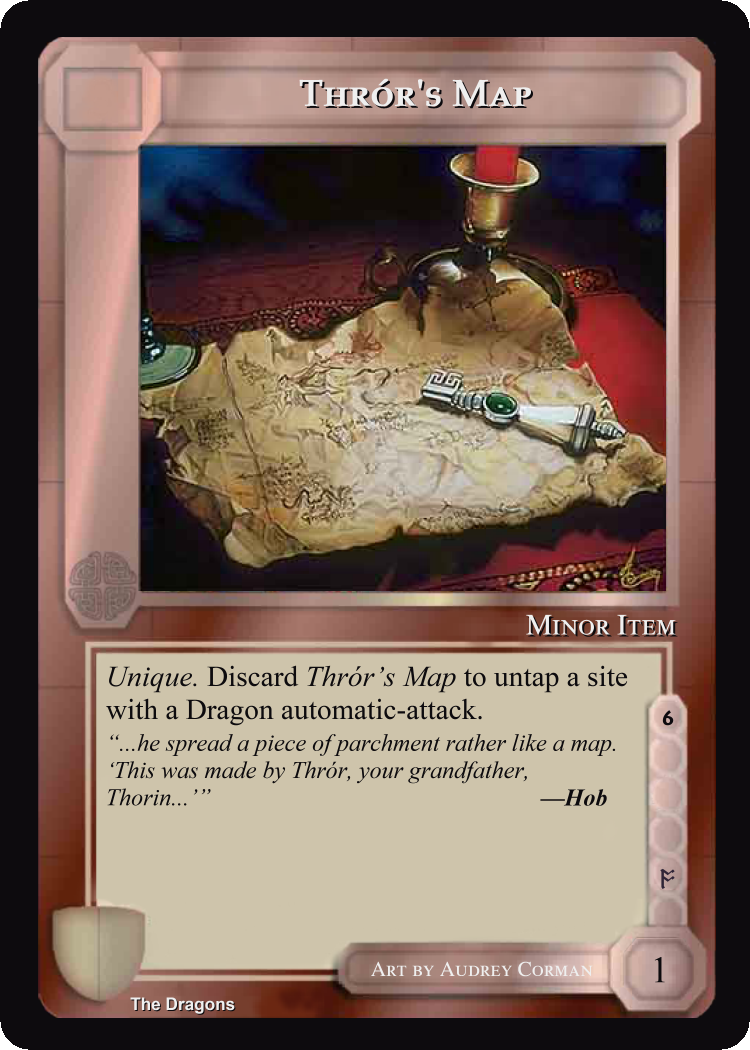 Thrór's Map
Minor Item
Unique. Discard Thrór’s Map to untap a site
with a Dragon automatic-attack.
“...he spread a piece of parchment rather like a map.
‘This was made by Thrór, your grandfather,
Thorin...’” —Hob
6
ᚩ
Art by Audrey Corman
1
The Dragons